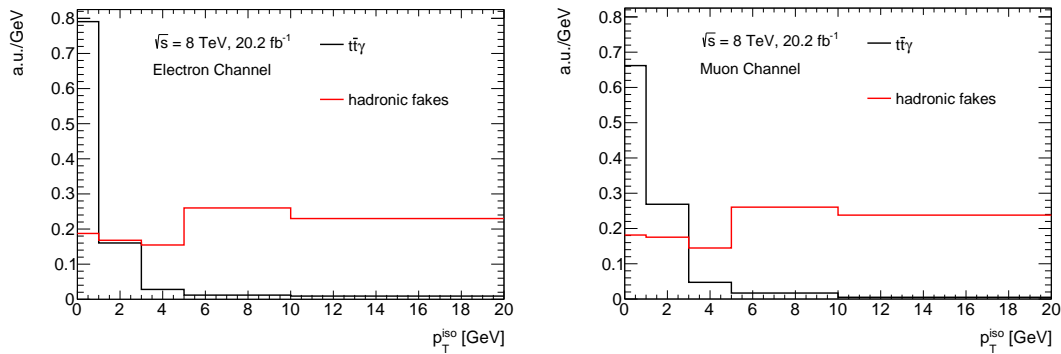 a.u./GeV
0.8
0.7
0.6
0.5
0.4
0.3
0.2
0.1
0
√s = 8 TeV, 20.2 fb⁻¹
Electron Channel
tt̄γ
hadronic fakes
0 2 4 6 8 10 12 14 16 18 20
p_T^iso [GeV]
a.u./GeV
0.8
0.7
0.6
0.5
0.4
0.3
0.2
0.1
0
√s = 8 TeV, 20.2 fb⁻¹
Muon Channel
tt̄γ
hadronic fakes
0 2 4 6 8 10 12 14 16 18 20
p_T^iso [GeV]